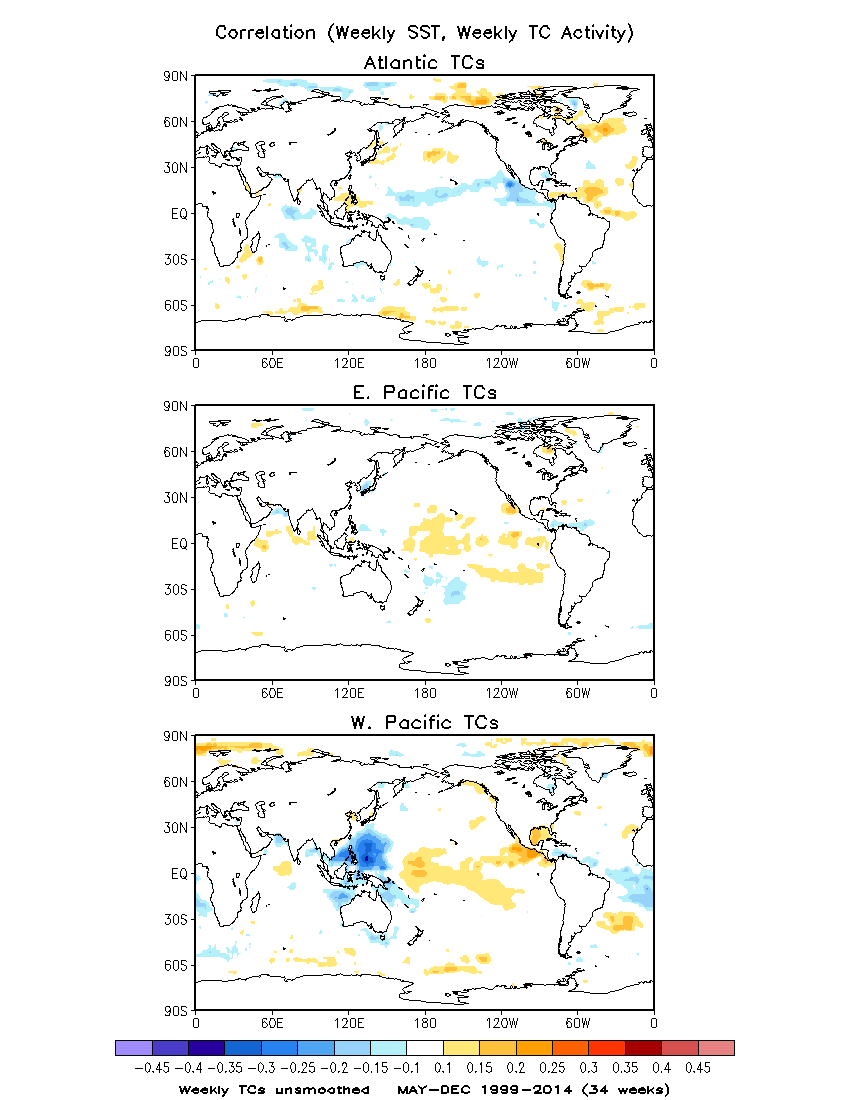 Correlation (Weekly SST, Weekly TC Activity)
Atlantic TCs
90N
60N
30N
EQ
30S
60S
90S
0 60E 120E 180 120W 60W 0
E. Pacific TCs
90N
60N
30N
EQ
30S
60S
90S
0 60E 120E 180 120W 60W 0
W. Pacific TCs
90N
60N
30N
EQ
30S
60S
90S
0 60E 120E 180 120W 60W 0
-0.45 -0.4 -0.35 -0.3 -0.25 -0.2 -0.15 -0.1 0.1 0.15 0.2 0.25 0.3 0.35 0.4 0.45
Weekly TCs unsmoothed MAY-DEC 1999-2014 (34 weeks)